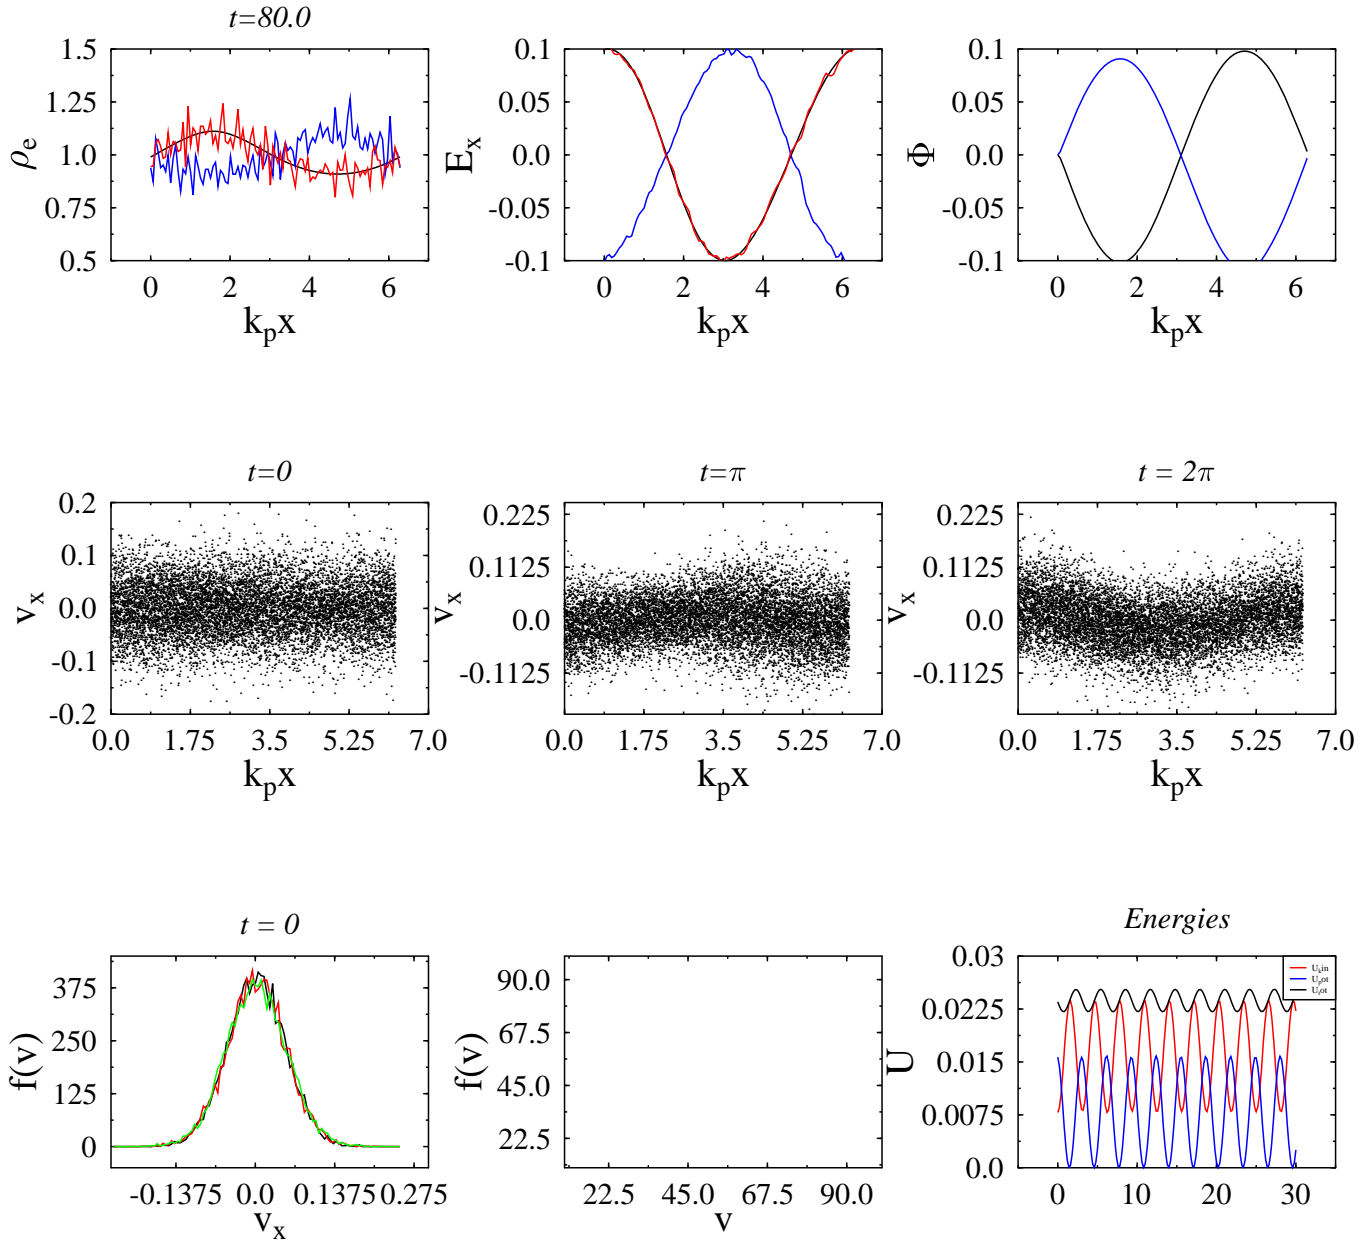 t=80.0
1.5
1.25
1.0
0.75
0.5
ρe
0 2 4 6
kpx
0.1
0.05
0.0
-0.05
-0.1
Ex
0 2 4 6
kpx
0.1
0.05
0.0
-0.05
-0.1
Φ
0 2 4 6
kpx
t=0
0.2
0.1
0.0
-0.1
-0.2
vx
0.0 1.75 3.5 5.25 7.0
kpx
t=π
0.225
0.1125
0.0
-0.1125
vx
0.0 1.75 3.5 5.25 7.0
kpx
t = 2π
0.225
0.1125
0.0
-0.1125
vx
0.0 1.75 3.5 5.25 7.0
kpx
t = 0
375
250
125
0
f(v)
-0.1375 0.0 0.1375 0.275
vx
90.0
67.5
45.0
22.5
f(v)
22.5 45.0 67.5 90.0
v
Energies
0.03
0.0225
0.015
0.0075
0.0
U
Ukin
Upot
Utot
0 10 20 30